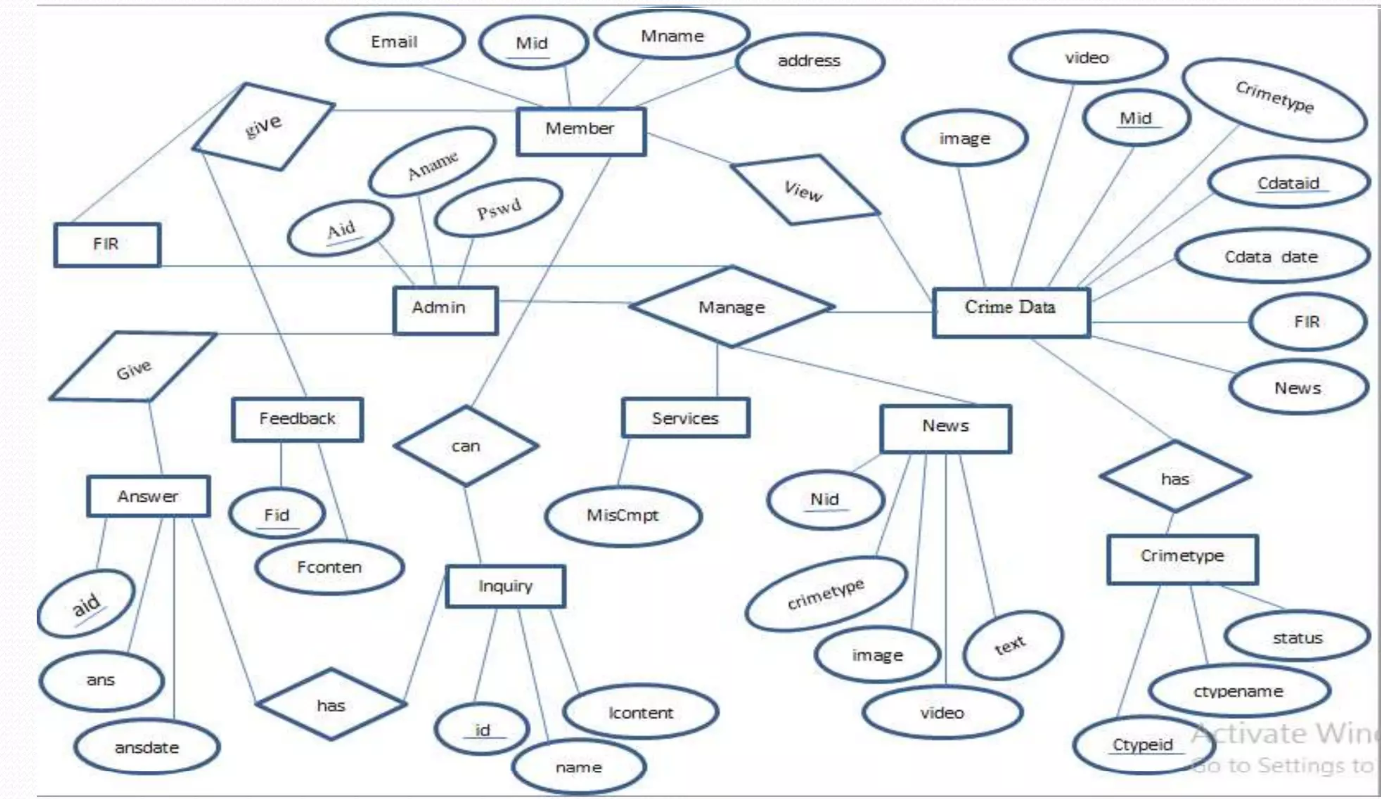 Email
Mid
Mname
address
video
Crimetype
give
Member
image
Mid
Aname
View
Cdataid
Pswd
Aid
FIR
Cdata date
Admin
Manage
Crime Data
FIR
Give
News
Feedback
Services
News
can
has
Answer
Nid
Fid
MisCmpt
Fconten
Inquiry
Crimetype
aid
crimetype
status
text
image
ans
ctypename
has
Icontent
video
id
ansdate
Ctypeid
name
Activate Win
Go to Settings to